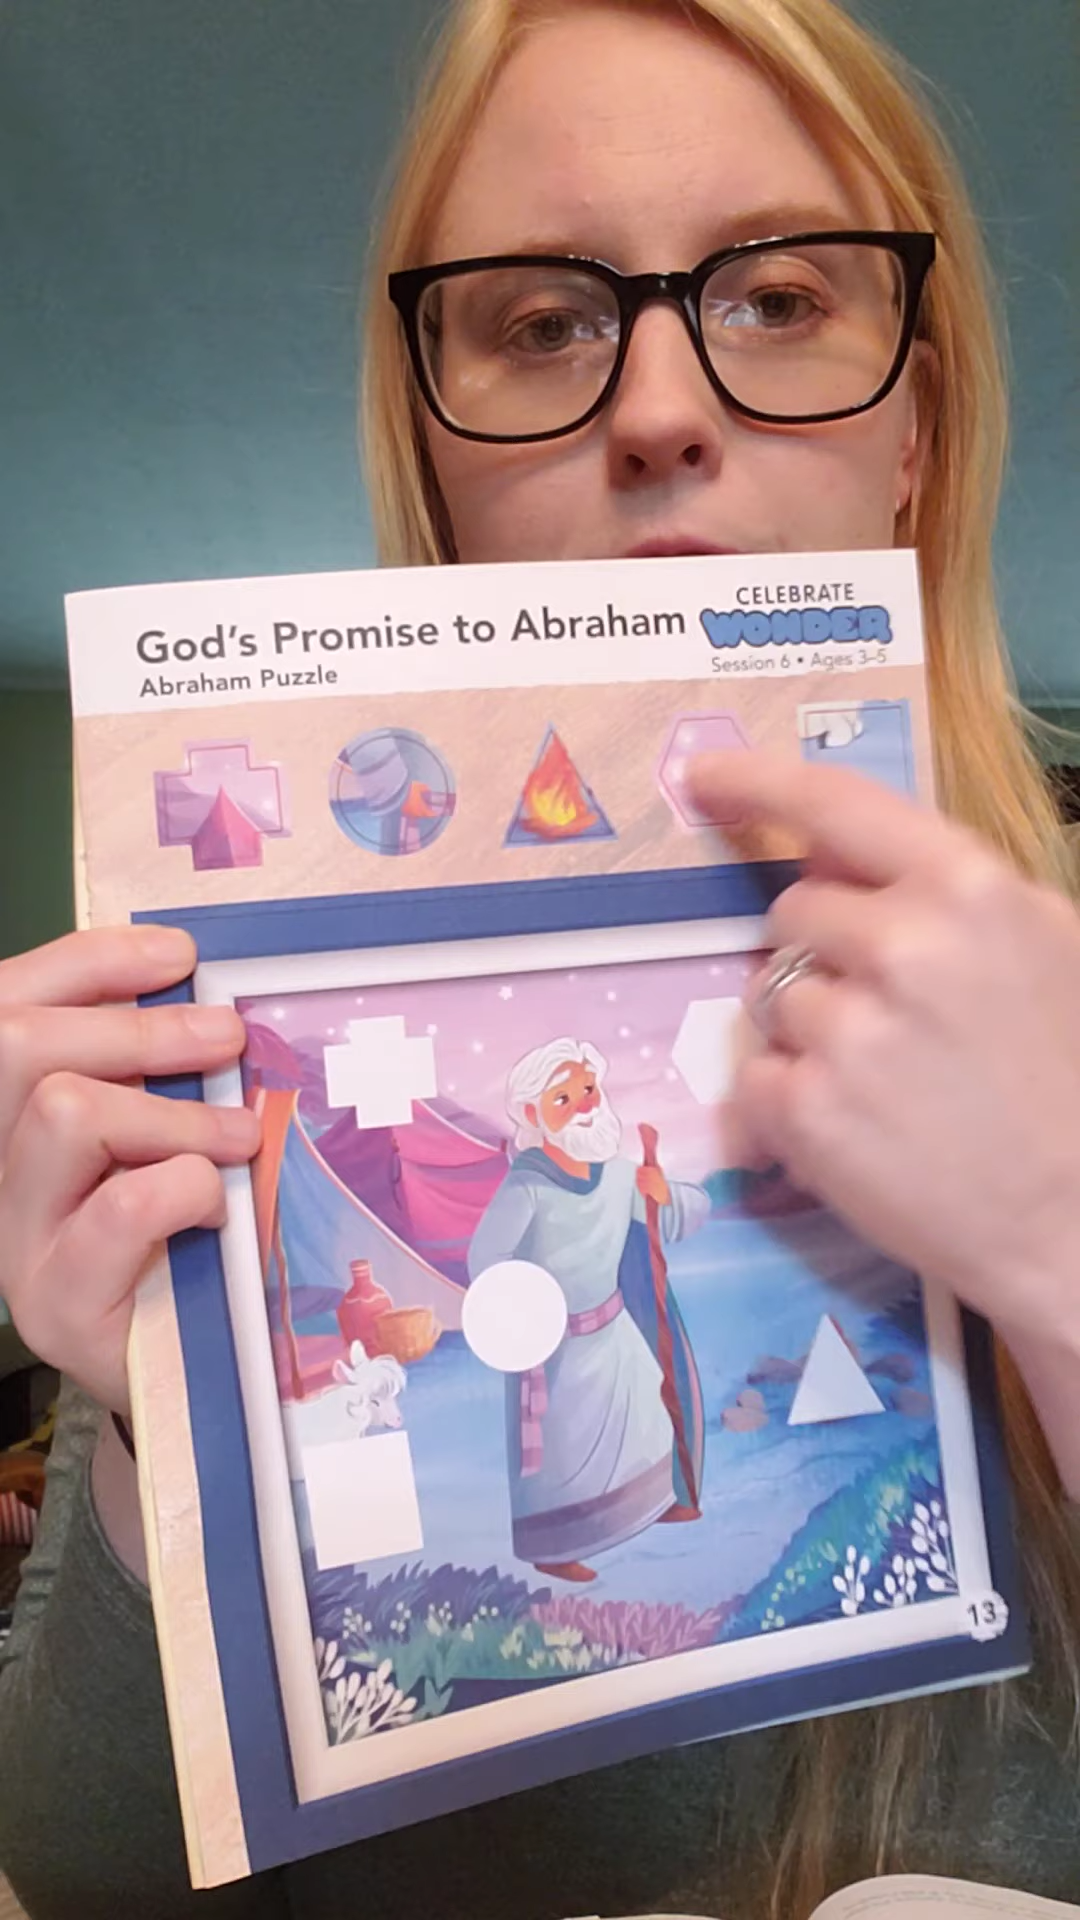 God's Promise to Abraham
Abraham Puzzle
CELEBRATE
WONDER
Session 6 • Ages 3–5
13